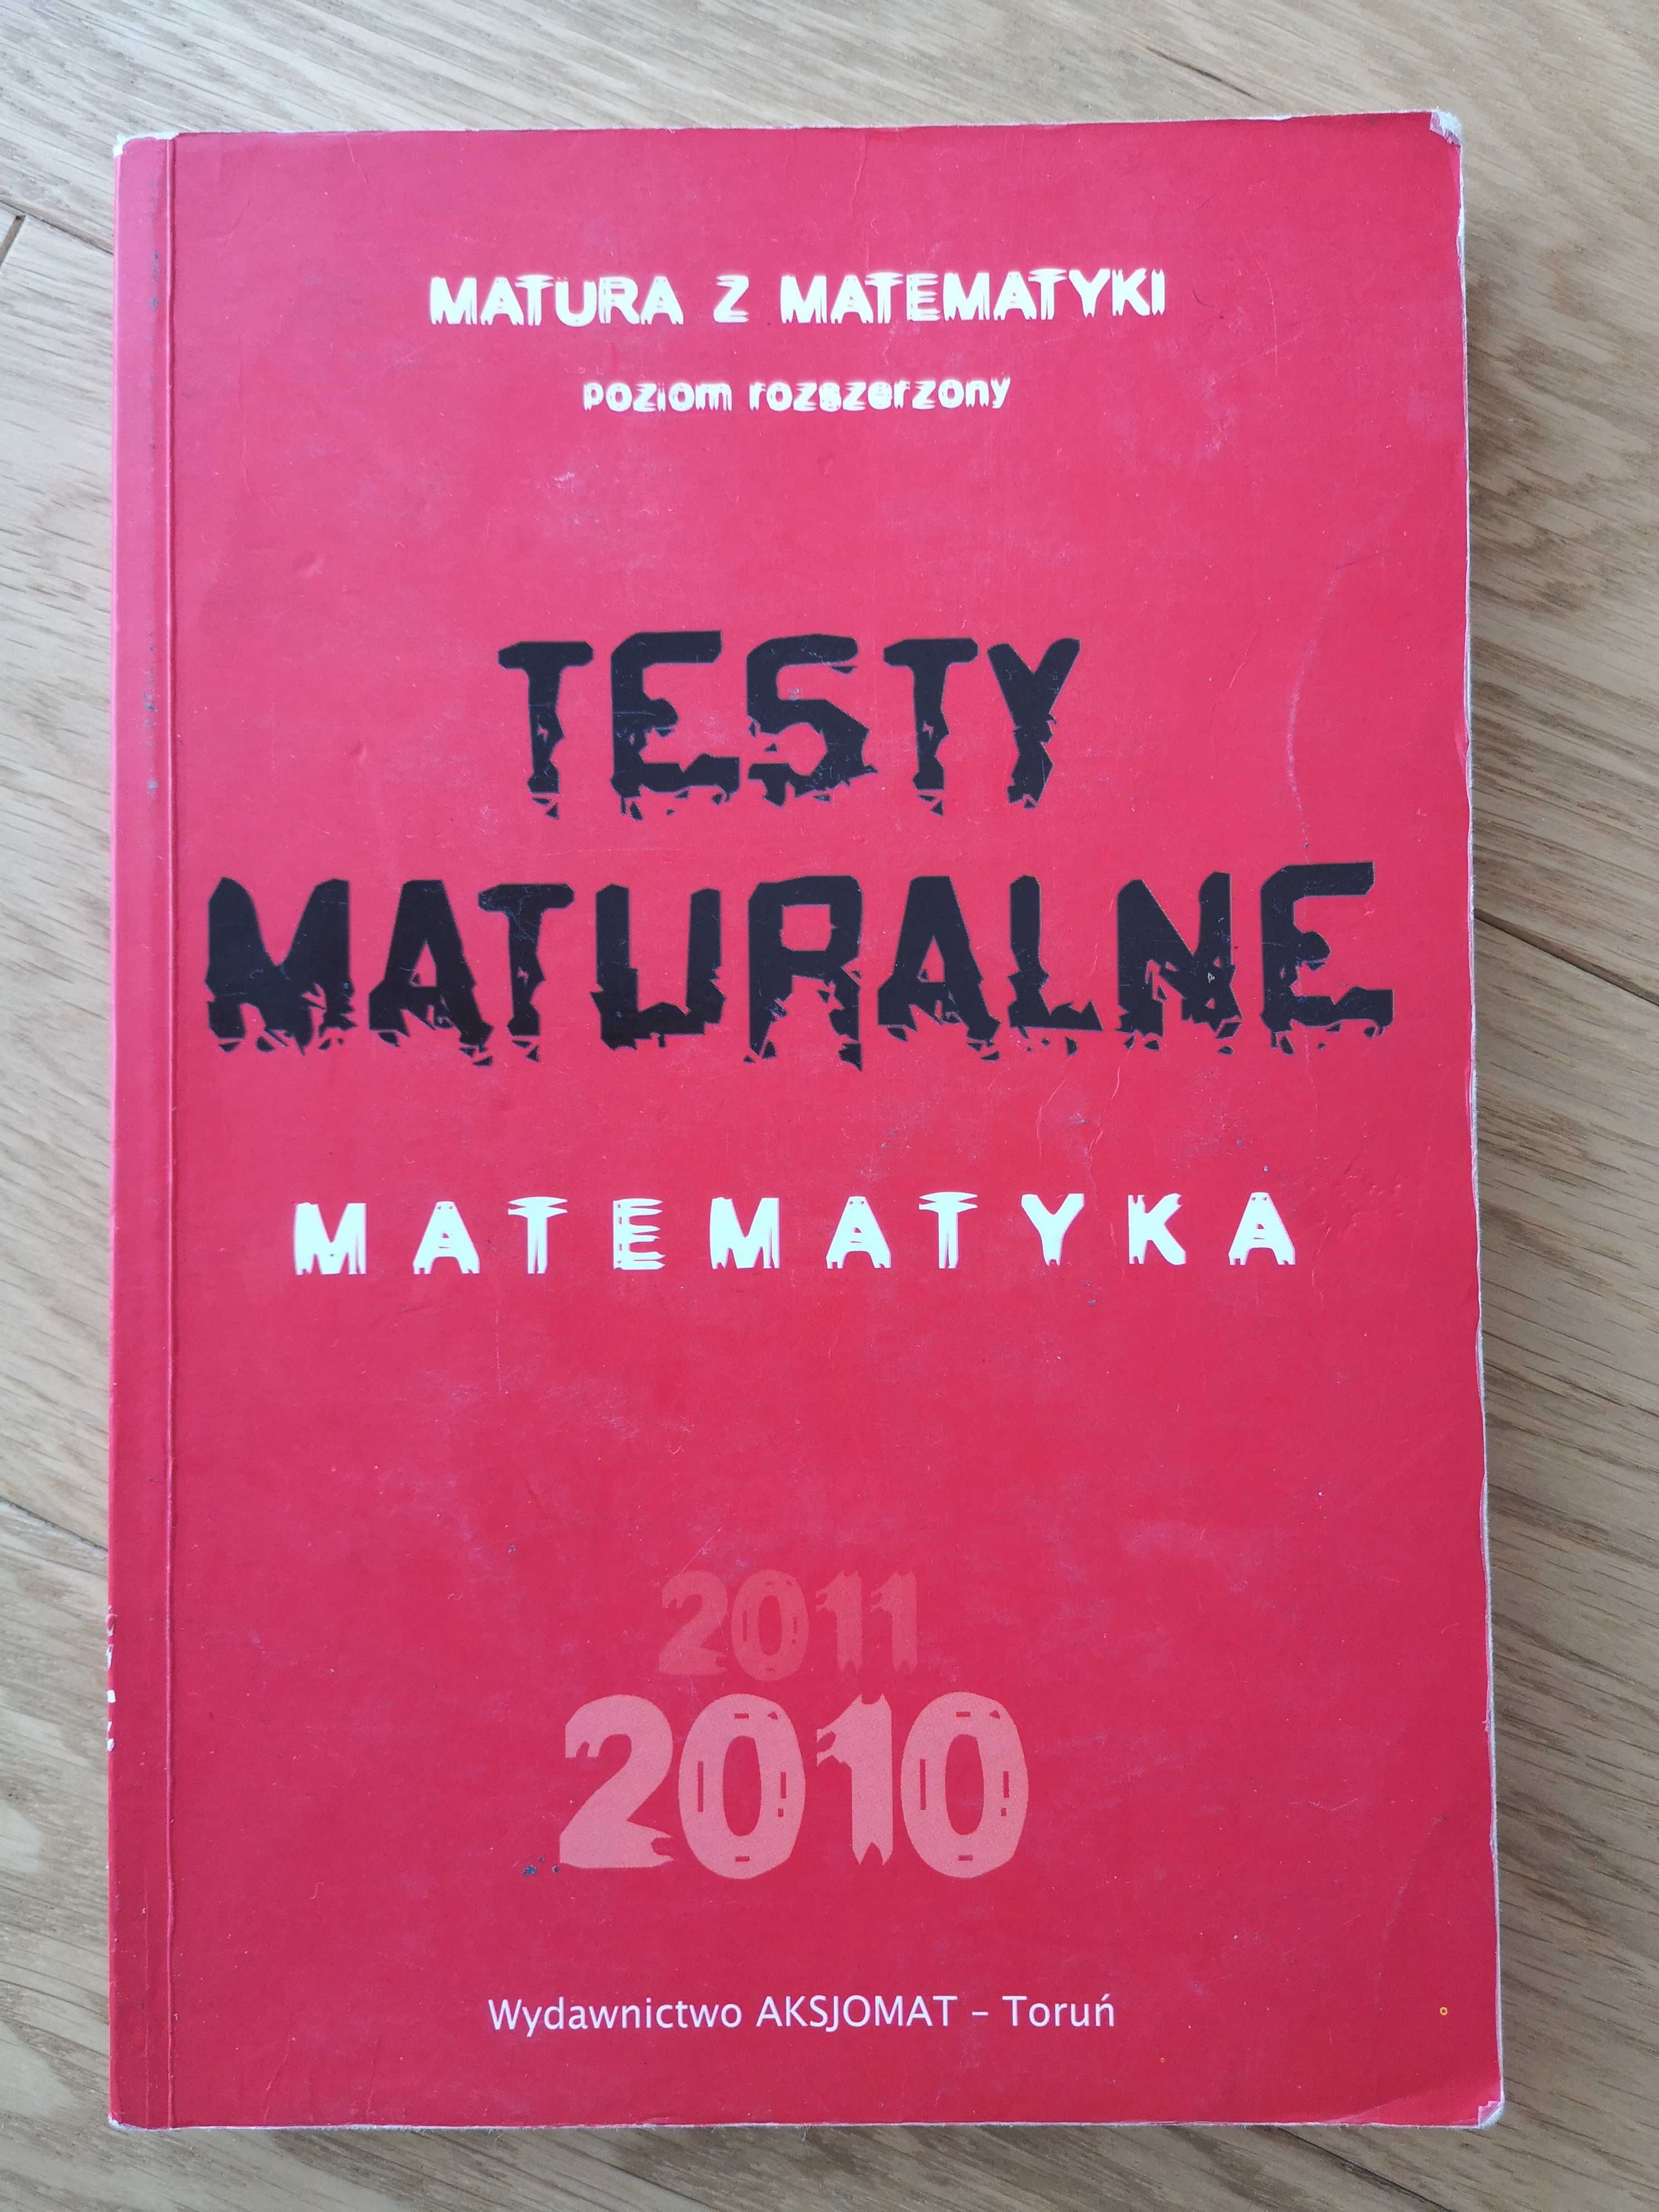 MATURA Z MATEMATYKI
poziom rozszerzony
TESTY
MATURALNE
MATEMATYKA
2011
2010
Wydawnictwo AKSJOMAT – Toruń